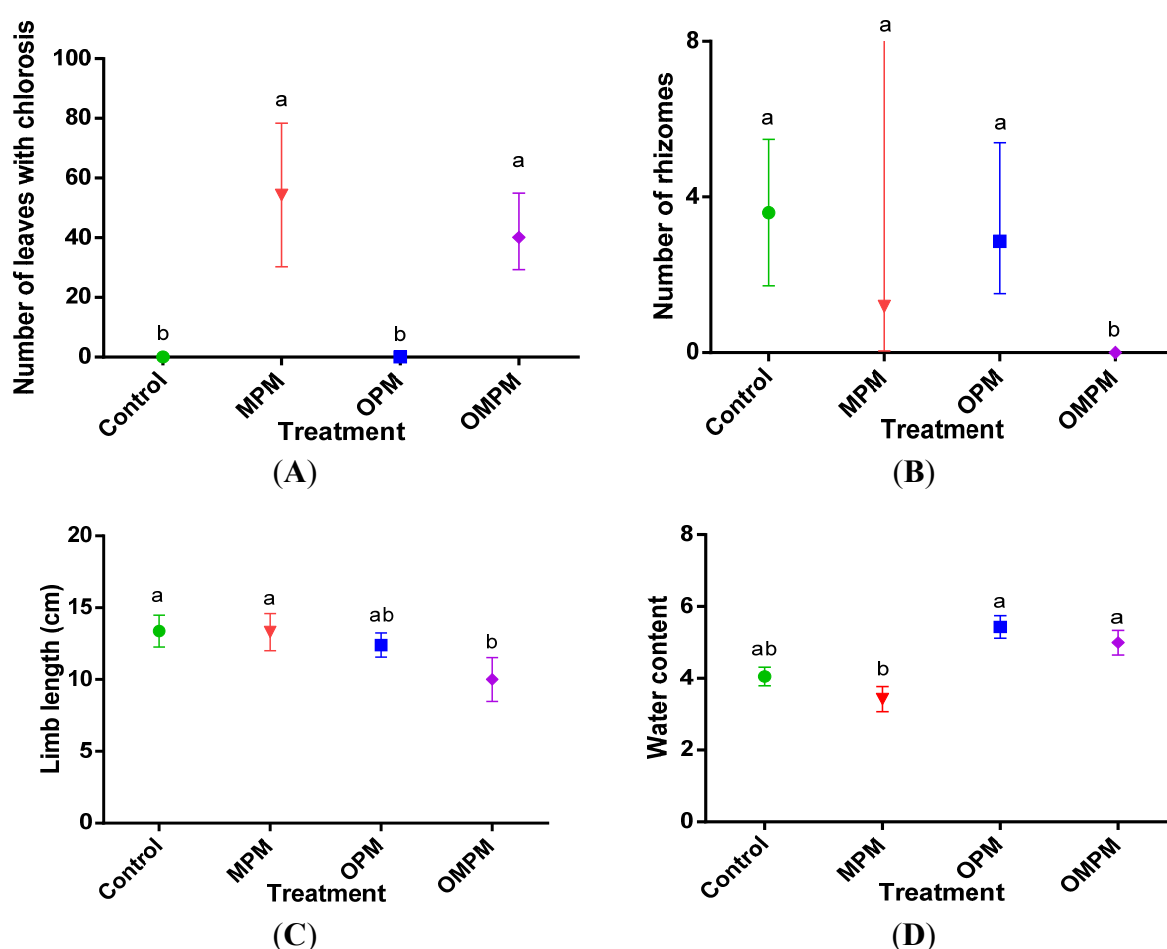 Number of leaves with chlorosis
100
80
60
40
20
0
b
a
b
a
Control
MPM
OPM
OMPM
Treatment
(A)
Number of rhizomes
8
4
0
a
a
a
b
Control
MPM
OPM
OMPM
Treatment
(B)
Limb length (cm)
20
15
10
5
0
a
a
ab
b
Control
MPM
OPM
OMPM
Treatment
(C)
Water content
8
6
4
2
0
ab
b
a
a
Control
MPM
OPM
OMPM
Treatment
(D)